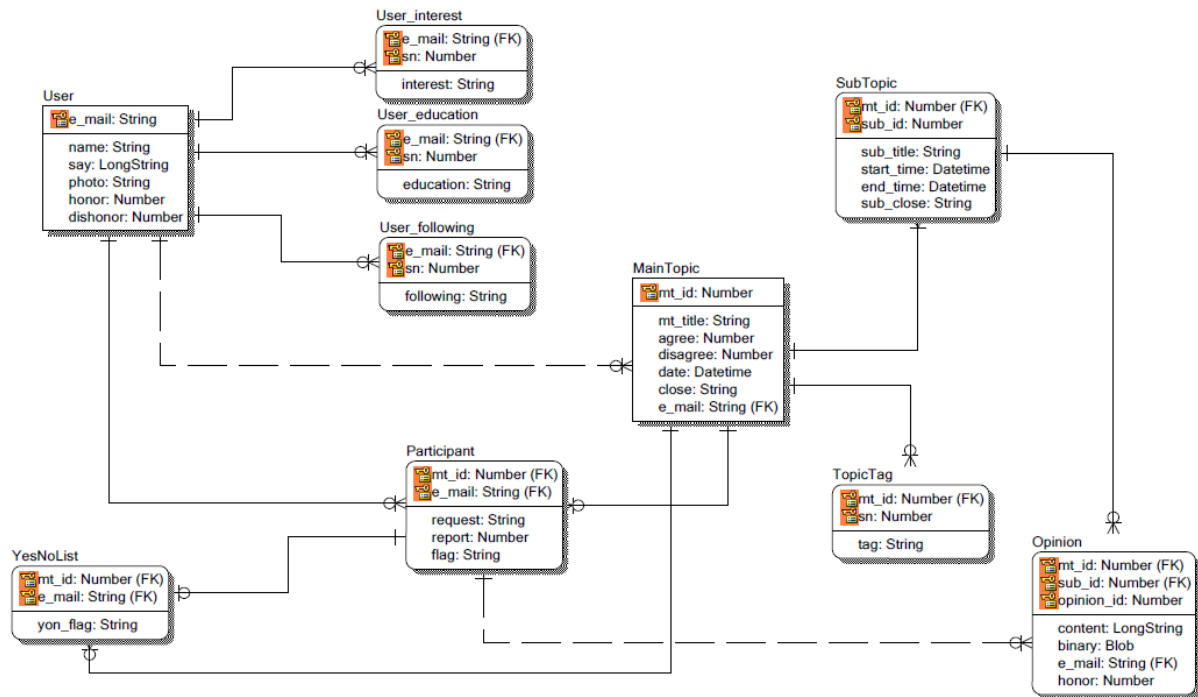 User_interest
e_mail: String (FK)
sn: Number
interest: String
User
e_mail: String
name: String
say: LongString
photo: String
honor: Number
dishonor: Number
User_education
e_mail: String (FK)
sn: Number
education: String
User_following
e_mail: String (FK)
sn: Number
following: String
SubTopic
mt_id: Number (FK)
sub_id: Number
sub_title: String
start_time: Datetime
end_time: Datetime
sub_close: String
MainTopic
mt_id: Number
mt_title: String
agree: Number
disagree: Number
date: Datetime
close: String
e_mail: String (FK)
Participant
mt_id: Number (FK)
e_mail: String (FK)
request: String
report: Number
flag: String
TopicTag
mt_id: Number (FK)
sn: Number
tag: String
YesNoList
mt_id: Number (FK)
e_mail: String (FK)
yon_flag: String
Opinion
mt_id: Number (FK)
sub_id: Number (FK)
opinion_id: Number
content: LongString
binary: Blob
e_mail: String (FK)
honor: Number